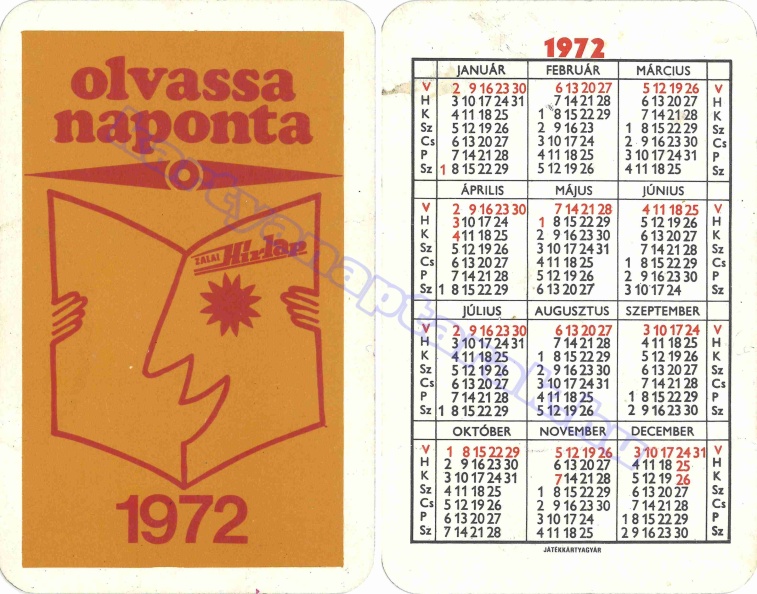 olvassa
naponta
ZALAI Hírlap
1972
1972
JANUÁR FEBRUÁR MÁRCIUS
V 2 9 16 23 30 6 13 20 27 5 12 19 26 V
H 3 10 17 24 31 7 14 21 28 6 13 20 27 H
K 4 11 18 25 1 8 15 22 29 7 14 21 28 K
Sz 5 12 19 26 2 9 16 23 1 8 15 22 29 Sz
Cs 6 13 20 27 3 10 17 24 2 9 16 23 30 Cs
P 7 14 21 28 4 11 18 25 3 10 17 24 31 P
Sz 1 8 15 22 29 5 12 19 26 4 11 18 25 Sz
ÁPRILIS MÁJUS JÚNIUS
V 2 9 16 23 30 7 14 21 28 4 11 18 25 V
H 3 10 17 24 1 8 15 22 29 5 12 19 26 H
K 4 11 18 25 2 9 16 23 30 6 13 20 27 K
Sz 5 12 19 26 3 10 17 24 31 7 14 21 28 Sz
Cs 6 13 20 27 4 11 18 25 1 8 15 22 29 Cs
P 7 14 21 28 5 12 19 26 2 9 16 23 30 P
Sz 1 8 15 22 29 6 13 20 27 3 10 17 24 Sz
JÚLIUS AUGUSZTUS SZEPTEMBER
V 2 9 16 23 30 6 13 20 27 3 10 17 24 V
H 3 10 17 24 31 7 14 21 28 4 11 18 25 H
K 4 11 18 25 1 8 15 22 29 5 12 19 26 K
Sz 5 12 19 26 2 9 16 23 30 6 13 20 27 Sz
Cs 6 13 20 27 3 10 17 24 31 7 14 21 28 Cs
P 7 14 21 28 4 11 18 25 1 8 15 22 29 P
Sz 1 8 15 22 29 5 12 19 26 2 9 16 23 30 Sz
OKTÓBER NOVEMBER DECEMBER
V 1 8 15 22 29 5 12 19 26 3 10 17 24 31 V
H 2 9 16 23 30 6 13 20 27 4 11 18 25 H
K 3 10 17 24 31 7 14 21 28 5 12 19 26 K
Sz 4 11 18 25 1 8 15 22 29 6 13 20 27 Sz
Cs 5 12 19 26 2 9 16 23 30 7 14 21 28 Cs
P 6 13 20 27 3 10 17 24 1 8 15 22 29 P
Sz 7 14 21 28 4 11 18 25 2 9 16 23 30 Sz
JÁTÉKKÁRTYAGYÁR